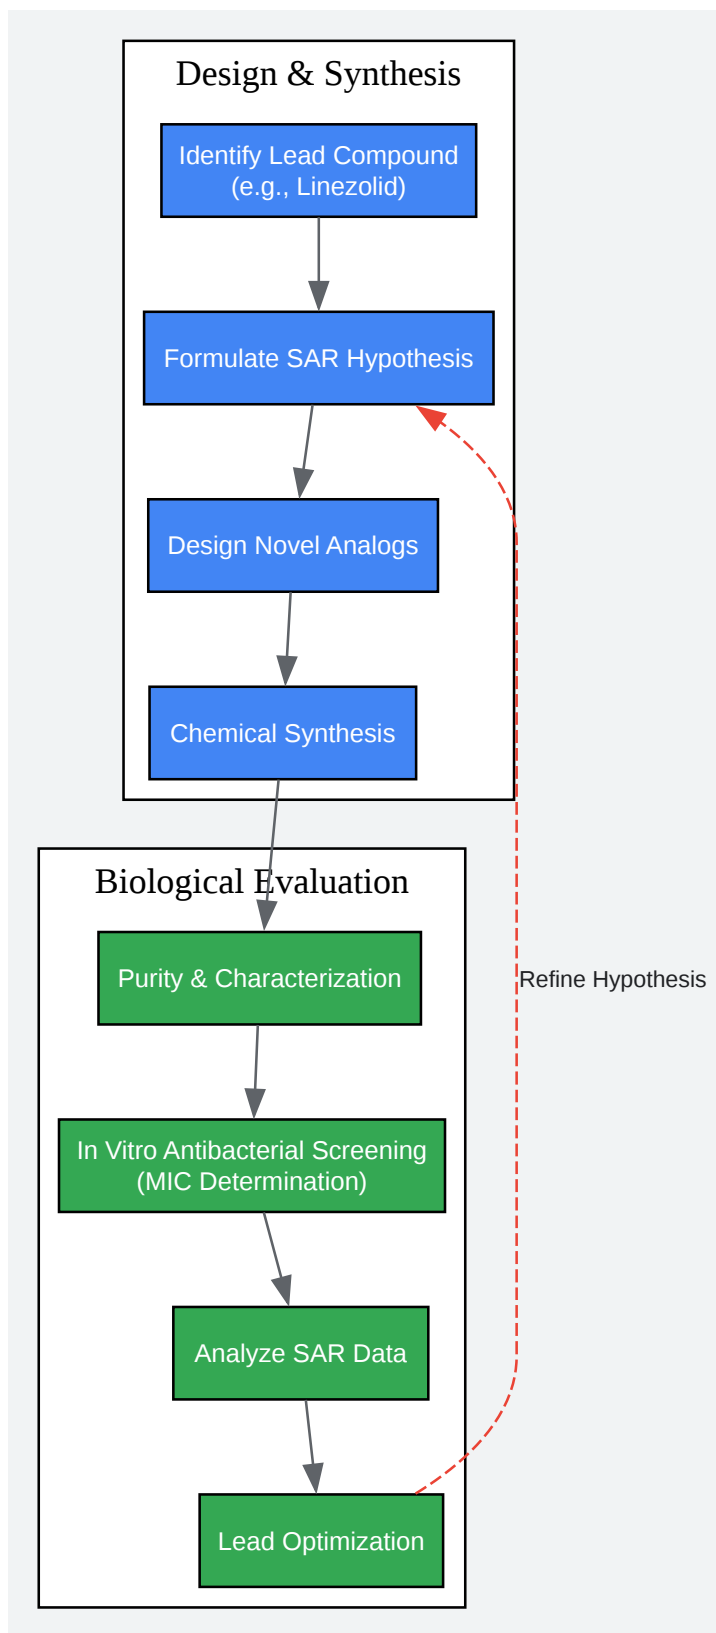 Design & Synthesis
Identify Lead Compound
(e.g., Linezolid)
Formulate SAR Hypothesis
Design Novel Analogs
Chemical Synthesis
Biological Evaluation
Purity & Characterization
Refine Hypothesis
In Vitro Antibacterial Screening
(MIC Determination)
Analyze SAR Data
Lead Optimization